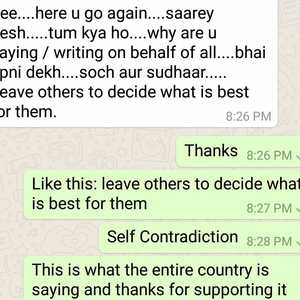 ee....here u go again....saarey
esh.....tum kya ho....why are u
aying / writing on behalf of all....bhai
pni dekh....soch aur sudhaar.....
eave others to decide what is best
or them.
8:26 PM
Thanks 8:26 PM
Like this: leave others to decide what
is best for them
8:27 PM
Self Contradiction 8:28 PM
This is what the entire country is
saying and thanks for supporting it